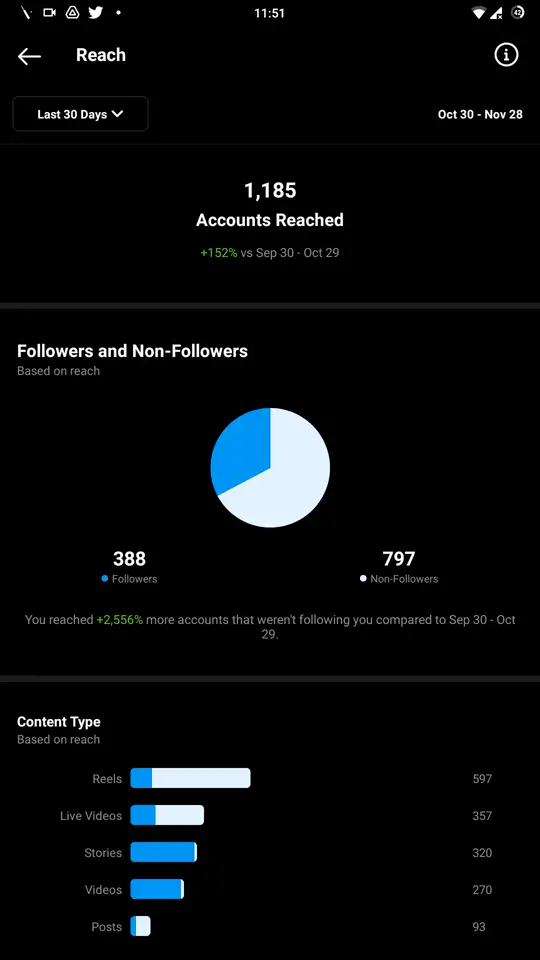 11:51
42
Reach
Last 30 Days
Oct 30 - Nov 28
1,185
Accounts Reached
+152% vs Sep 30 - Oct 29
Followers and Non-Followers
Based on reach
388
Followers
797
Non-Followers
You reached +2,556% more accounts that weren't following you compared to Sep 30 - Oct
29.
Content Type
Based on reach
Reels 597
Live Videos 357
Stories 320
Videos 270
Posts 93